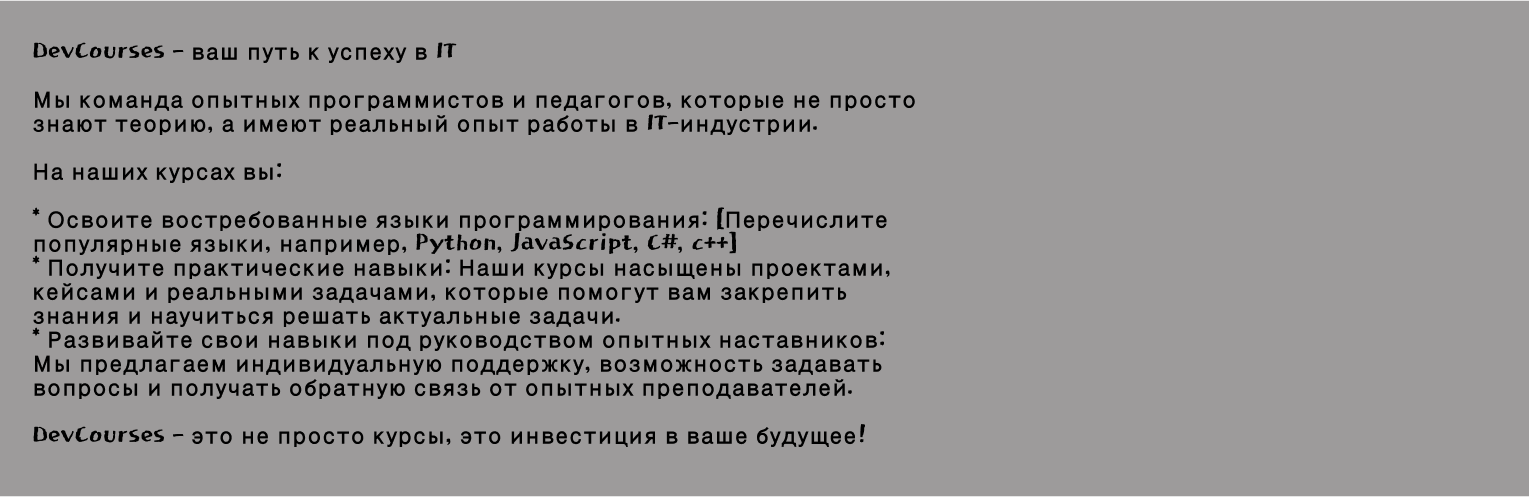 DevCourses - ваш путь к успеху в IT
Мы команда опытных программистов и педагогов, которые не просто
знают теорию, а имеют реальный опыт работы в IT-индустрии.
На наших курсах вы:
* Освоите востребованные языки программирования: [Перечислите
популярные языки, например, Python, JavaScript, C#, c++]
* Получите практические навыки: Наши курсы насыщены проектами,
кейсами и реальными задачами, которые помогут вам закрепить
знания и научиться решать актуальные задачи.
* Развивайте свои навыки под руководством опытных наставников:
Мы предлагаем индивидуальную поддержку, возможность задавать
вопросы и получать обратную связь от опытных преподавателей.
DevCourses - это не просто курсы, это инвестиция в ваше будущее!